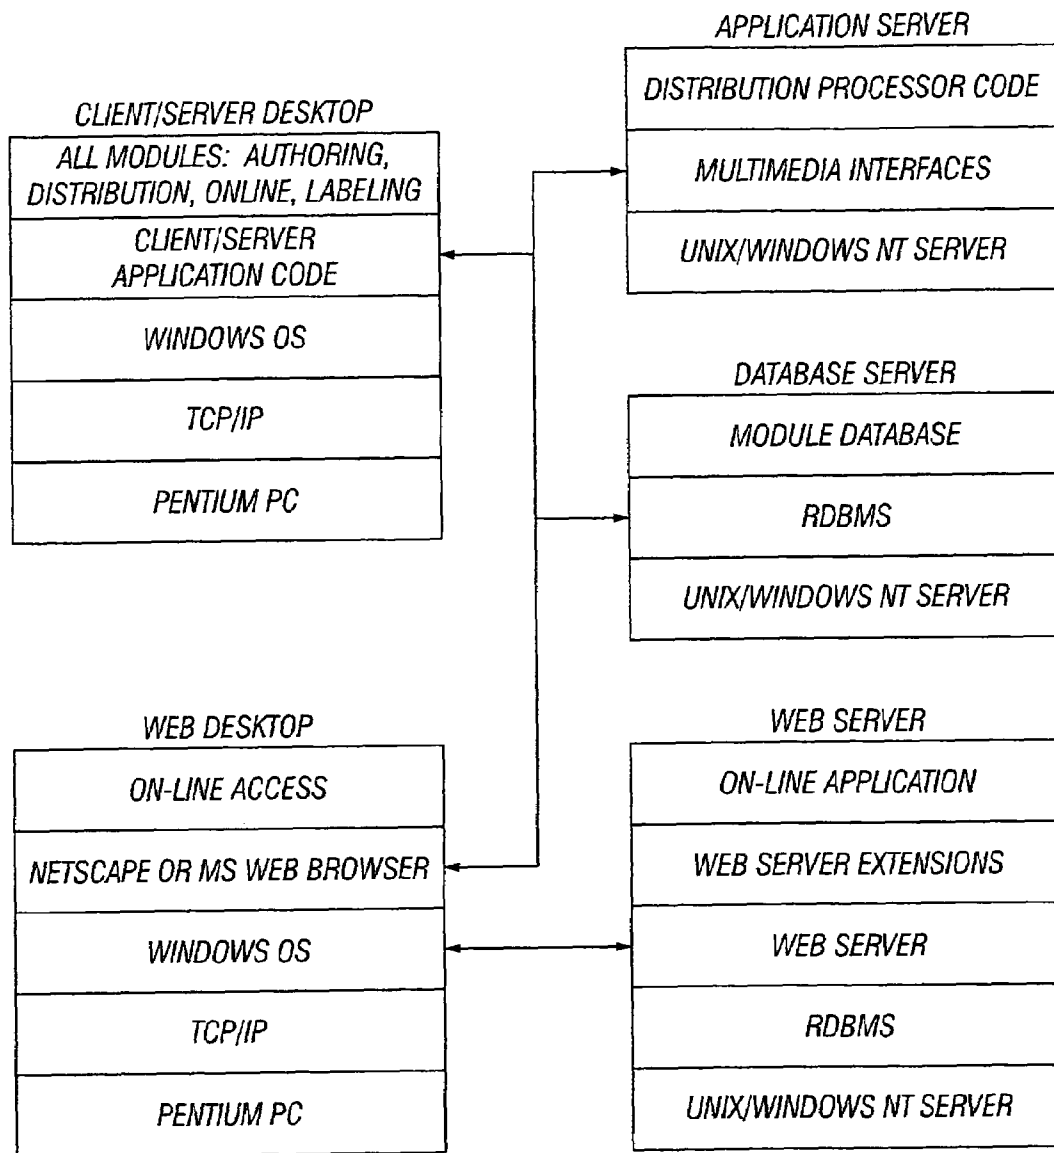 APPLICATION SERVER
DISTRIBUTION PROCESSOR CODE
MULTIMEDIA INTERFACES
UNIX/WINDOWS NT SERVER
CLIENT/SERVER DESKTOP
ALL MODULES: AUTHORING,
DISTRIBUTION, ONLINE, LABELING
CLIENT/SERVER
APPLICATION CODE
WINDOWS OS
TCP/IP
PENTIUM PC
DATABASE SERVER
MODULE DATABASE
RDBMS
UNIX/WINDOWS NT SERVER
WEB DESKTOP
ON-LINE ACCESS
NETSCAPE OR MS WEB BROWSER
WINDOWS OS
TCP/IP
PENTIUM PC
WEB SERVER
ON-LINE APPLICATION
WEB SERVER EXTENSIONS
WEB SERVER
RDBMS
UNIX/WINDOWS NT SERVER